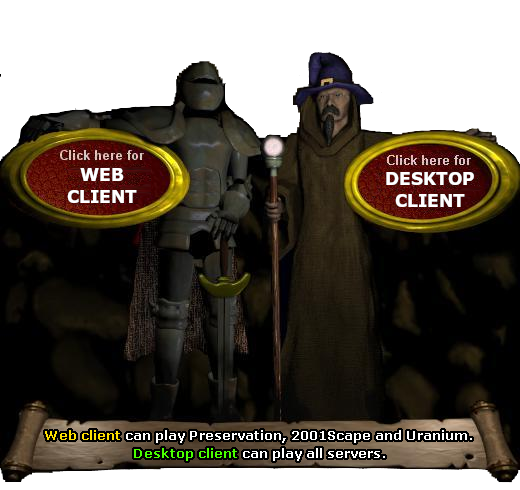 Click here for
WEB
CLIENT
Click here for
DESKTOP
CLIENT
Web client can play Preservation, 2001Scape and Uranium.
Desktop client can play all servers.